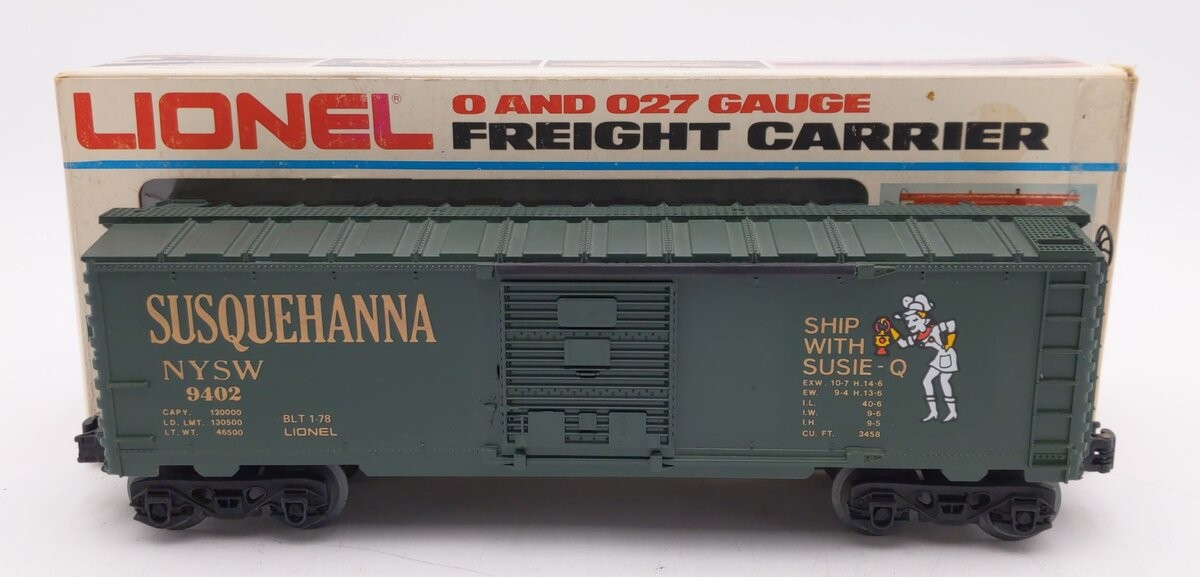 LIONEL®
O AND O27 GAUGE
FREIGHT CARRIER
SUSQUEHANNA
NYSW
9402
CAPY. 120000
LD. LMT. 130500
LT. WT. 46500
BLT 1-78
LIONEL
SHIP
WITH
SUSIE-Q
EXW. 10-7 H.14-6
EW. 9-4 H.13-6
I.L. 40-6
I.W. 9-6
I.H. 9-5
CU. FT. 3458